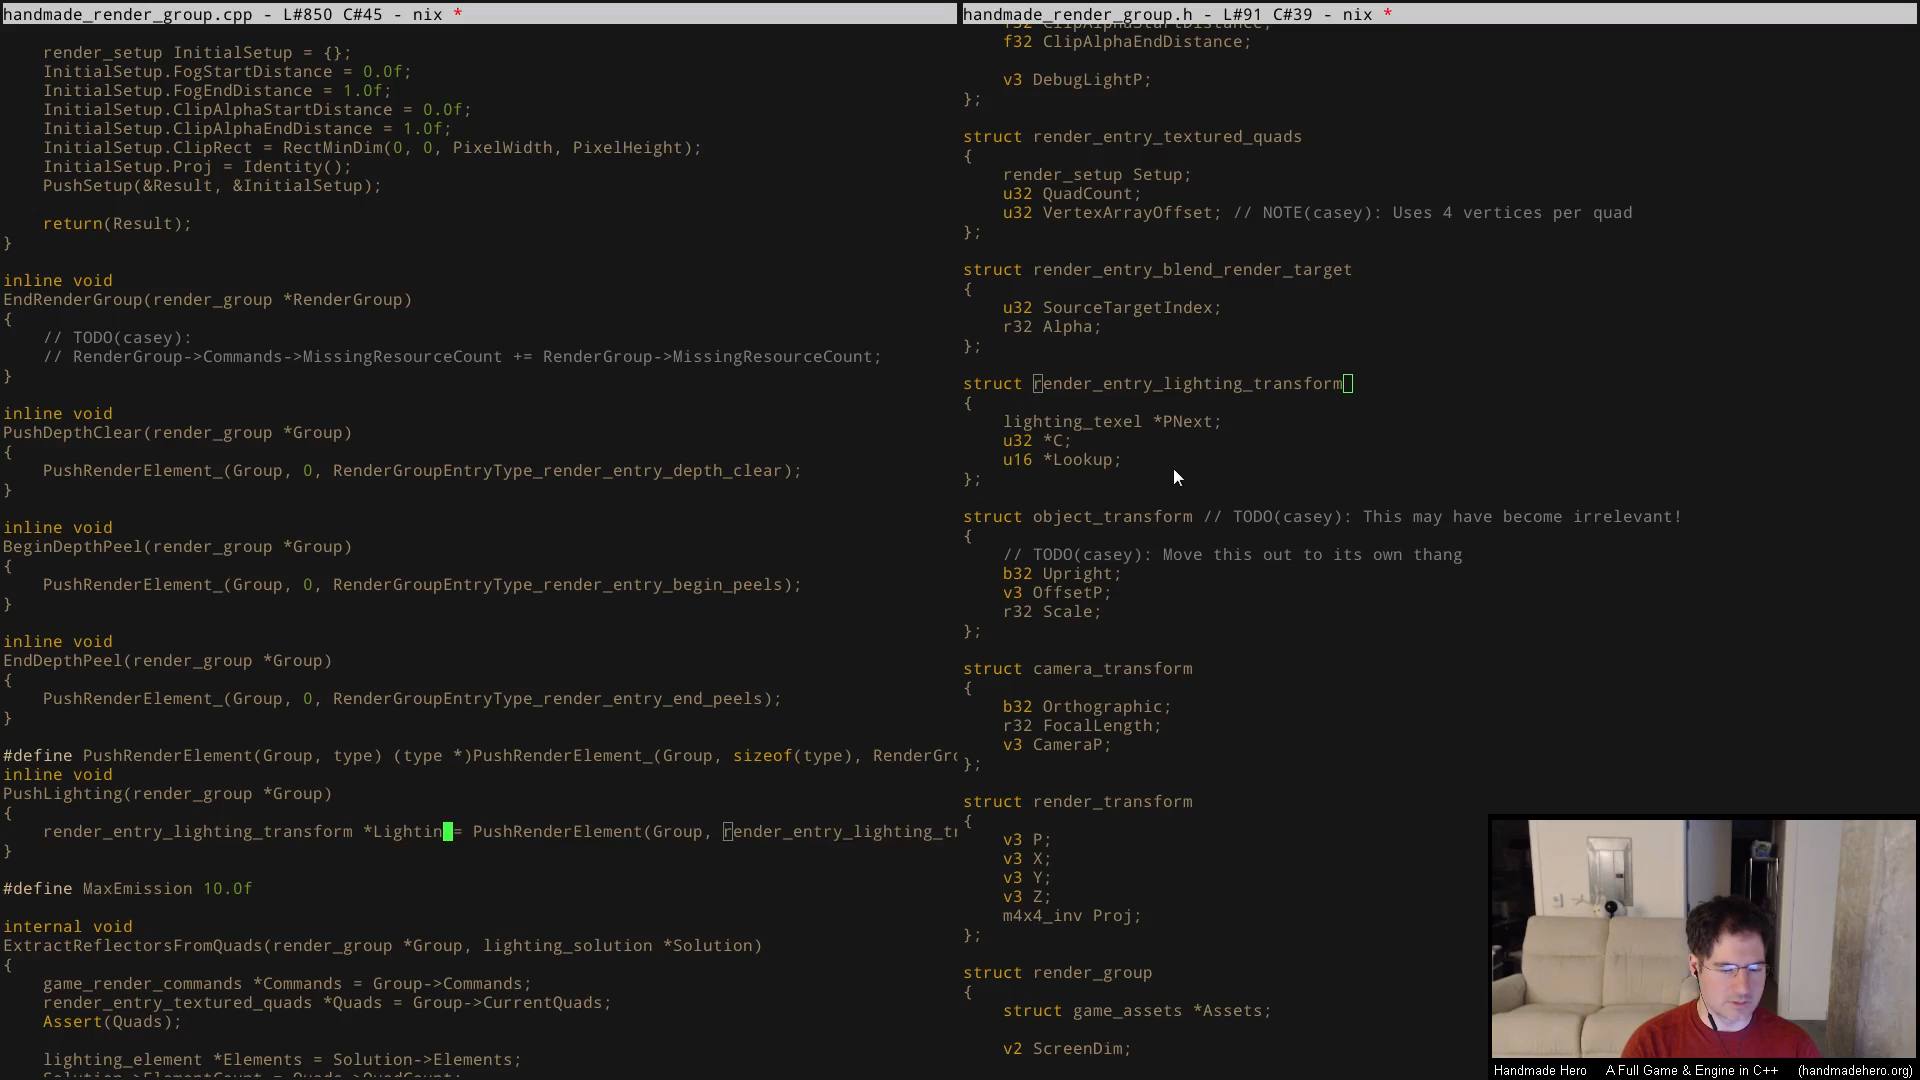 handmade_render_group.cpp - L#850 C#45 - nix *
    render_setup InitialSetup = {};
    InitialSetup.FogStartDistance = 0.0f;
    InitialSetup.FogEndDistance = 1.0f;
    InitialSetup.ClipAlphaStartDistance = 0.0f;
    InitialSetup.ClipAlphaEndDistance = 1.0f;
    InitialSetup.ClipRect = RectMinDim(0, 0, PixelWidth, PixelHeight);
    InitialSetup.Proj = Identity();
    PushSetup(&Result, &InitialSetup);
    return(Result);
}
inline void
EndRenderGroup(render_group *RenderGroup)
{
    // TODO(casey):
    // RenderGroup->Commands->MissingResourceCount += RenderGroup->MissingResourceCount;
}
inline void
PushDepthClear(render_group *Group)
{
    PushRenderElement_(Group, 0, RenderGroupEntryType_render_entry_depth_clear);
}
inline void
BeginDepthPeel(render_group *Group)
{
    PushRenderElement_(Group, 0, RenderGroupEntryType_render_entry_begin_peels);
}
inline void
EndDepthPeel(render_group *Group)
{
    PushRenderElement_(Group, 0, RenderGroupEntryType_render_entry_end_peels);
}
#define PushRenderElement(Group, type) (type *)PushRenderElement_(Group, sizeof(type), RenderGro
inline void
PushLighting(render_group *Group)
{
    render_entry_lighting_transform *Lightin = PushRenderElement(Group, render_entry_lighting_tr
}
#define MaxEmission 10.0f
internal void
ExtractReflectorsFromQuads(render_group *Group, lighting_solution *Solution)
{
    game_render_commands *Commands = Group->Commands;
    render_entry_textured_quads *Quads = Group->CurrentQuads;
    Assert(Quads);
    lighting_element *Elements = Solution->Elements;
    Solution->ElementCount = Quads->QuadCount;
handmade_render_group.h - L#91 C#39 - nix *
    f32 ClipAlphaStartDistance;
    f32 ClipAlphaEndDistance;
    v3 DebugLightP;
};
struct render_entry_textured_quads
{
    render_setup Setup;
    u32 QuadCount;
    u32 VertexArrayOffset; // NOTE(casey): Uses 4 vertices per quad
};
struct render_entry_blend_render_target
{
    u32 SourceTargetIndex;
    r32 Alpha;
};
struct render_entry_lighting_transform
{
    lighting_texel *PNext;
    u32 *C;
    u16 *Lookup;
};
struct object_transform // TODO(casey): This may have become irrelevant!
{
    // TODO(casey): Move this out to its own thang
    b32 Upright;
    v3 OffsetP;
    r32 Scale;
};
struct camera_transform
{
    b32 Orthographic;
    r32 FocalLength;
    v3 CameraP;
};
struct render_transform
{
    v3 P;
    v3 X;
    v3 Y;
    v3 Z;
    m4x4_inv Proj;
};
struct render_group
{
    struct game_assets *Assets;
    v2 ScreenDim;
Handmade Hero A Full Game & Engine in C++ (handmadehero.org)